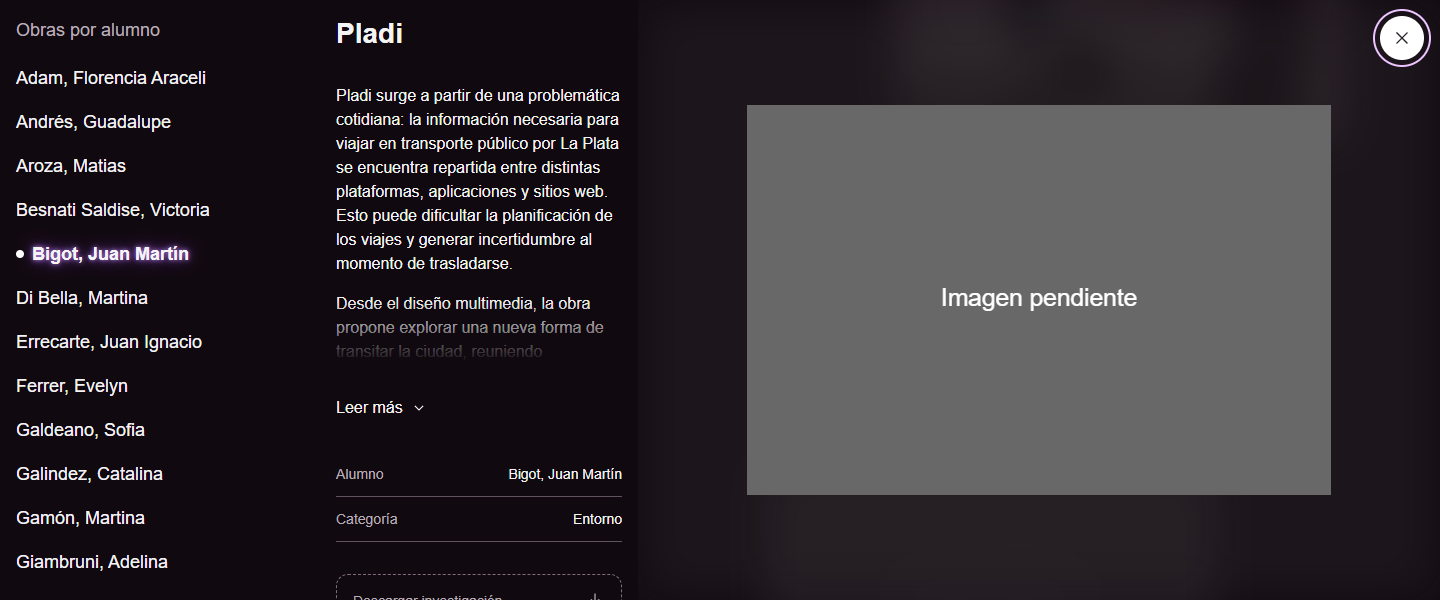 Obras por alumno
Adam, Florencia Araceli
Andrés, Guadalupe
Aroza, Matias
Besnati Saldise, Victoria
Bigot, Juan Martín
Di Bella, Martina
Errecarte, Juan Ignacio
Ferrer, Evelyn
Galdeano, Sofia
Galindez, Catalina
Gamón, Martina
Giambruni, Adelina
Pladi
Pladi surge a partir de una problemática
cotidiana: la información necesaria para
viajar en transporte público por La Plata
se encuentra repartida entre distintas
plataformas, aplicaciones y sitios web.
Esto puede dificultar la planificación de
los viajes y generar incertidumbre al
momento de trasladarse.
Desde el diseño multimedia, la obra
propone explorar una nueva forma de
transitar la ciudad, reuniendo
Leer más
Alumno Bigot, Juan Martín
Categoría Entorno
Descargar investigación
Imagen pendiente